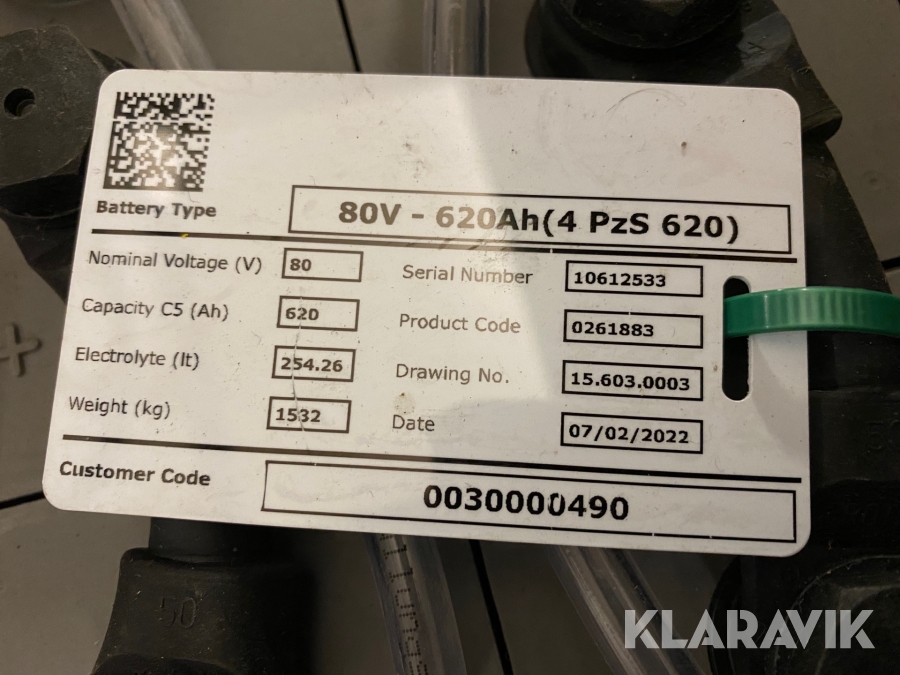 Battery Type 80V - 620Ah(4 PzS 620)
Nominal Voltage (V) 80 Serial Number 10612533
Capacity C5 (Ah) 620 Product Code 0261883
Electrolyte (lt) 254.26 Drawing No. 15.603.0003
Weight (kg) 1532 Date 07/02/2022
Customer Code 0030000490
50
KLARAVIK